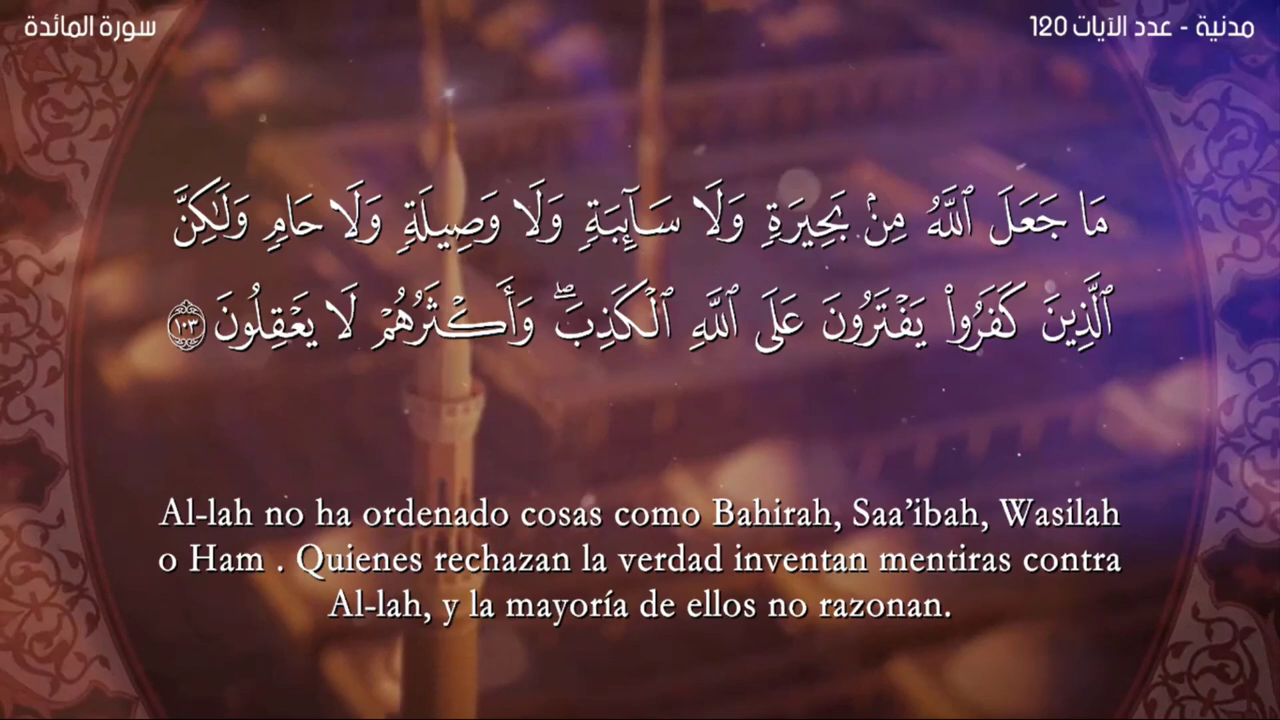 سورة المائدة
مدنية - عدد الآيات 120
مَا جَعَلَ ٱللَّهُ مِنۢ بَحِيرَةٖ وَلَا سَآئِبَةٖ وَلَا وَصِيلَةٖ وَلَا حَامٖ وَلَٰكِنَّ
ٱلَّذِينَ كَفَرُواْ يَفۡتَرُونَ عَلَى ٱللَّهِ ٱلۡكَذِبَۖ وَأَكۡثَرُهُمۡ لَا يَعۡقِلُونَ ١٠٣
Al-lah no ha ordenado cosas como Bahirah, Saa’ibah, Wasilah
o Ham . Quienes rechazan la verdad inventan mentiras contra
Al-lah, y la mayoría de ellos no razonan.